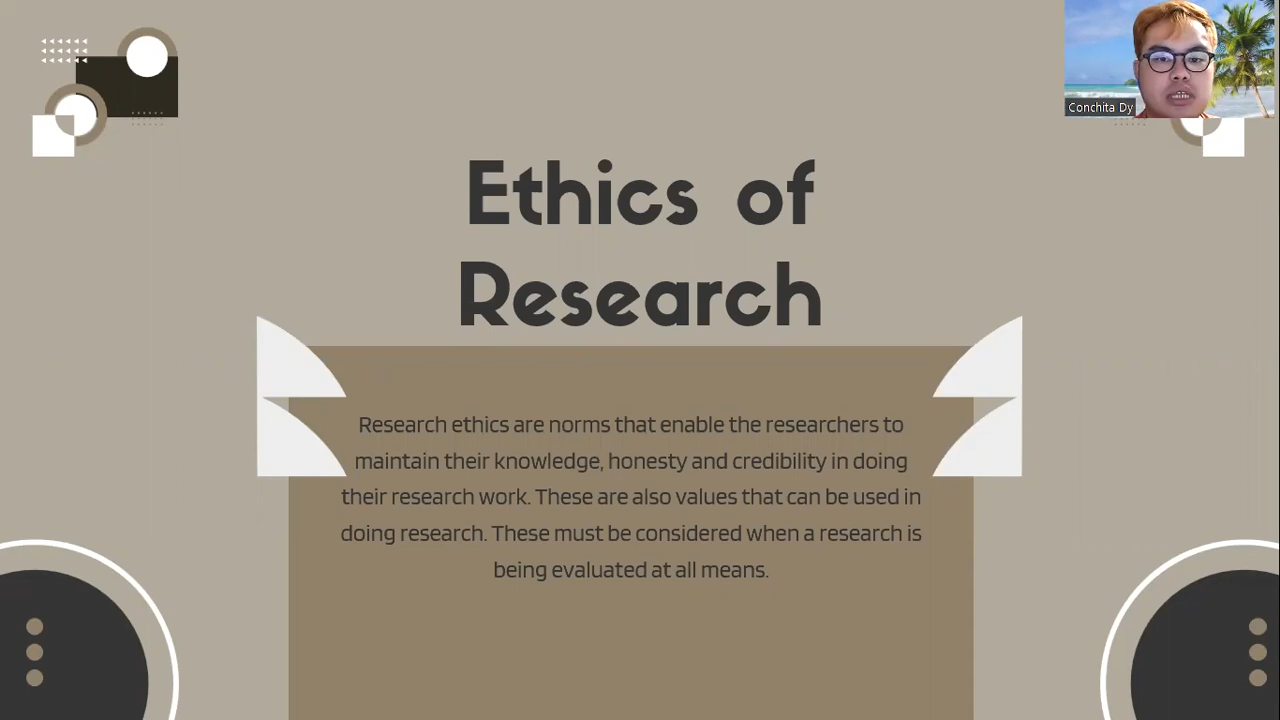 Conchita Dy
Ethics of
Research
Research ethics are norms that enable the researchers to
maintain their knowledge, honesty and credibility in doing
their research work. These are also values that can be used in
doing research. These must be considered when a research is
being evaluated at all means.